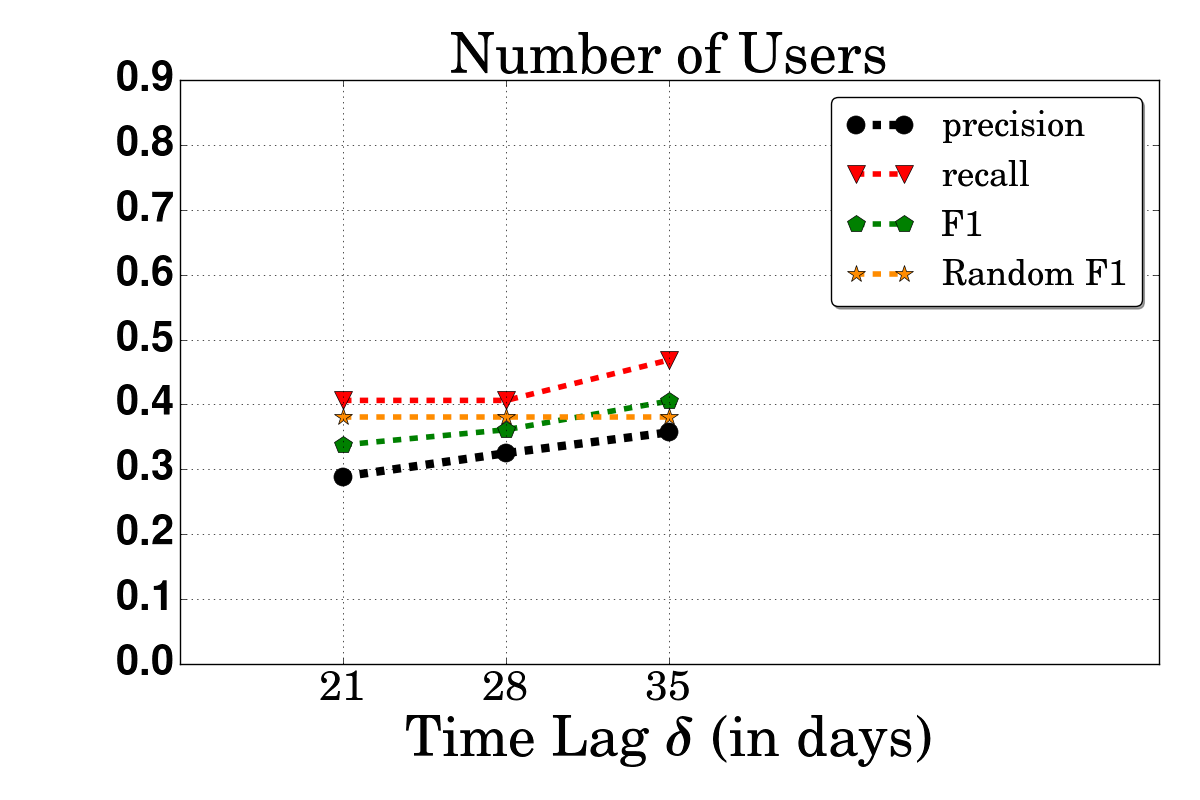 Number of Users
0.9
0.8
0.7
0.6
0.5
0.4
0.3
0.2
0.1
0.0
precision
recall
F1
Random F1
21 28 35
Time Lag δ (in days)